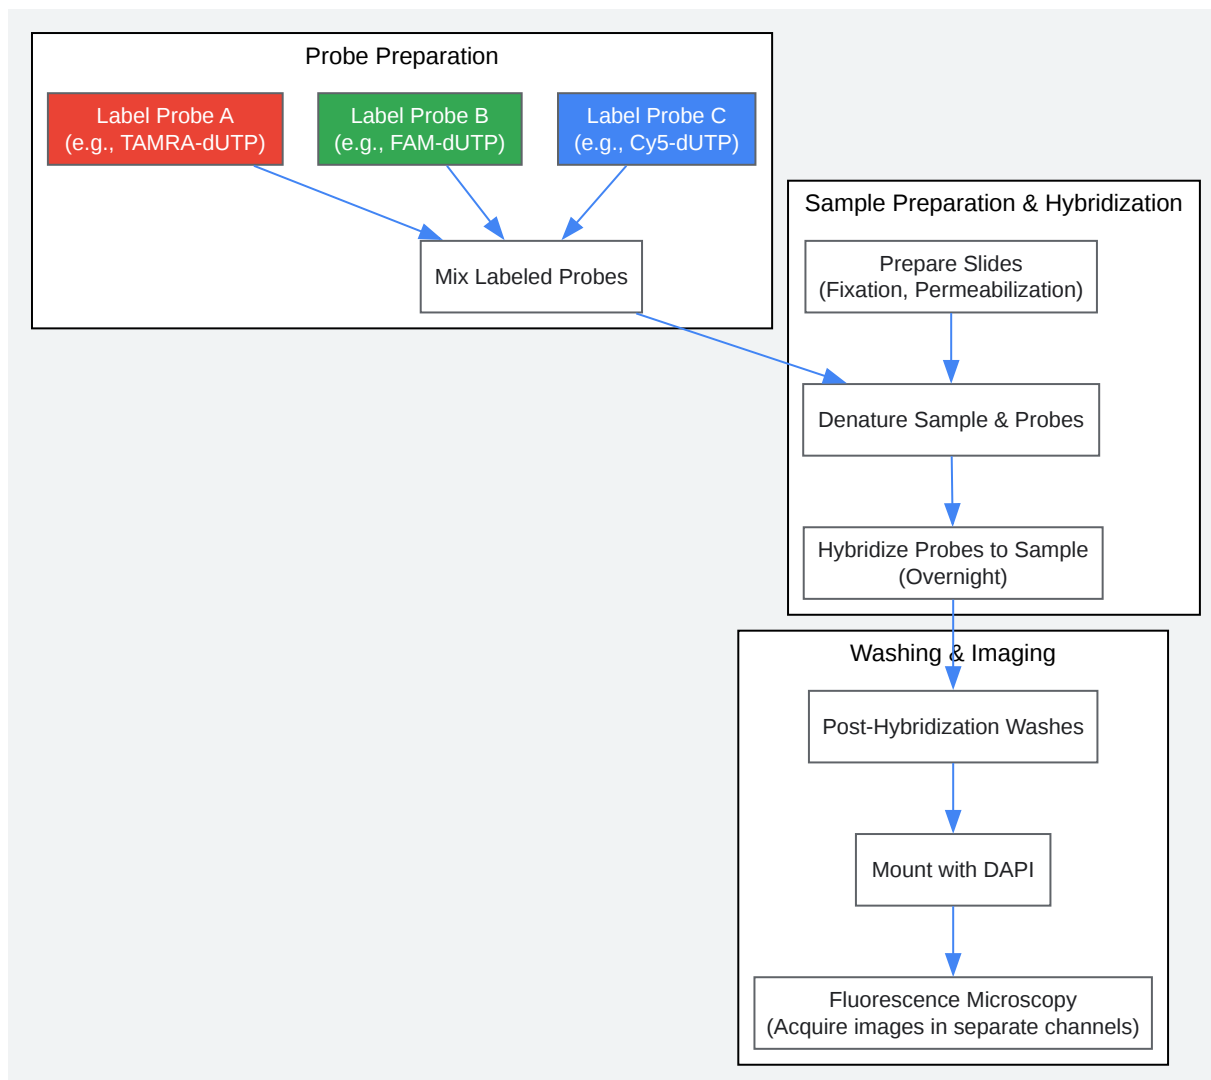 Probe Preparation
Label Probe A
(e.g., TAMRA-dUTP)
Label Probe B
(e.g., FAM-dUTP)
Label Probe C
(e.g., Cy5-dUTP)
Mix Labeled Probes
Sample Preparation & Hybridization
Prepare Slides
(Fixation, Permeabilization)
Denature Sample & Probes
Hybridize Probes to Sample
(Overnight)
Washing & Imaging
Post-Hybridization Washes
Mount with DAPI
Fluorescence Microscopy
(Acquire images in separate channels)